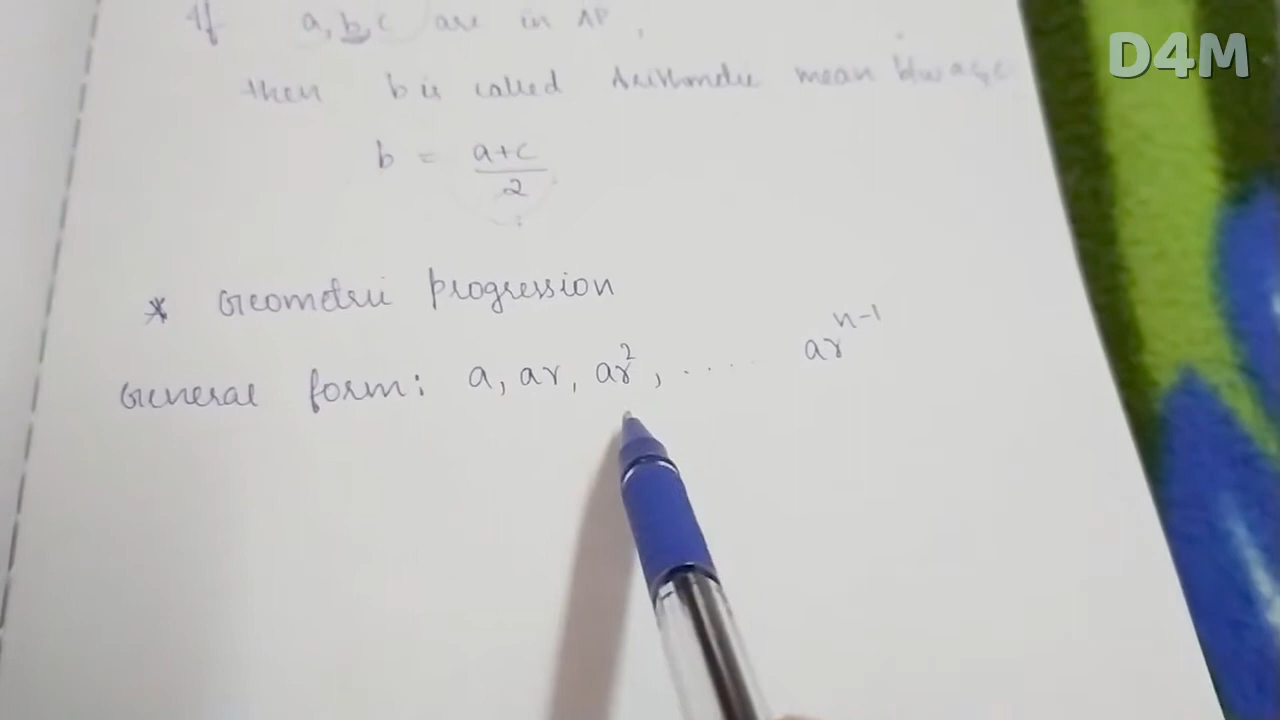 D4M
If a, b, c are in AP,
then b is called Arithmetic mean b/w a & c
b = a+c/2
* Geometric progression
General form: a, ar, ar², ..... ar^(n-1)